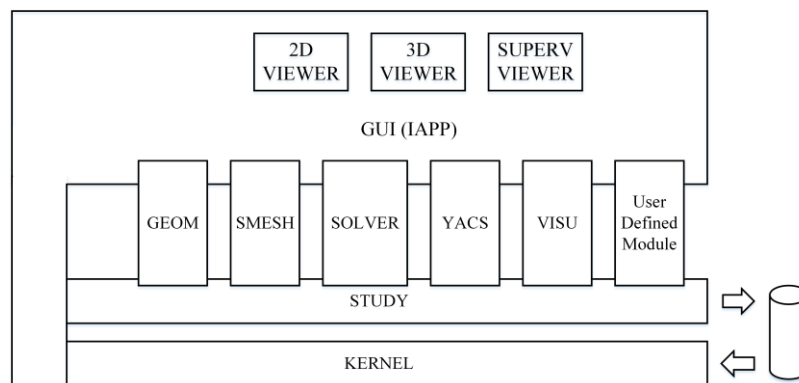 2D
VIEWER
3D
VIEWER
SUPERV
VIEWER
GUI (IAPP)
GEOM
SMESH
SOLVER
YACS
VISU
User
Defined
Module
STUDY
KERNEL